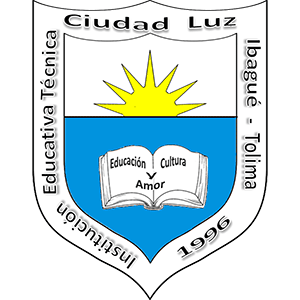 Institución Educativa Técnica
Ciudad Luz
Ibagué - Tolima
1996
Educación Cultura
y
Amor